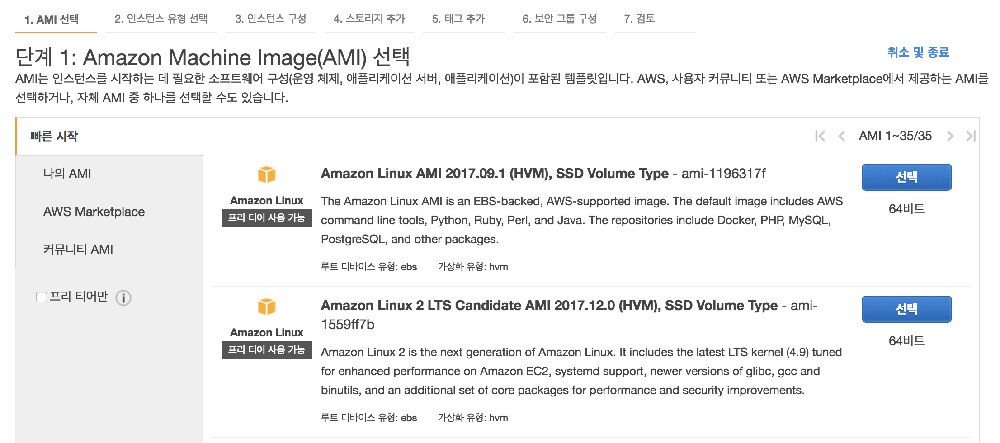 1. AMI 선택
2. 인스턴스 유형 선택
3. 인스턴스 구성
4. 스토리지 추가
5. 태그 추가
6. 보안 그룹 구성
7. 검토
단계 1: Amazon Machine Image(AMI) 선택
취소 및 종료
AMI는 인스턴스를 시작하는 데 필요한 소프트웨어 구성(운영 체제, 애플리케이션 서버, 애플리케이션)이 포함된 템플릿입니다. AWS, 사용자 커뮤니티 또는 AWS Marketplace에서 제공하는 AMI를
선택하거나, 자체 AMI 중 하나를 선택할 수도 있습니다.
빠른 시작
나의 AMI
AWS Marketplace
커뮤니티 AMI
프리 티어만
AMI 1~35/35
Amazon Linux
프리 티어 사용 가능
Amazon Linux AMI 2017.09.1 (HVM), SSD Volume Type - ami-1196317f
The Amazon Linux AMI is an EBS-backed, AWS-supported image. The default image includes AWS
command line tools, Python, Ruby, Perl, and Java. The repositories include Docker, PHP, MySQL,
PostgreSQL, and other packages.
루트 디바이스 유형: ebs 가상화 유형: hvm
선택
64비트
Amazon Linux
프리 티어 사용 가능
Amazon Linux 2 LTS Candidate AMI 2017.12.0 (HVM), SSD Volume Type - ami-
1559ff7b
Amazon Linux 2 is the next generation of Amazon Linux. It includes the latest LTS kernel (4.9) tuned
for enhanced performance on Amazon EC2, systemd support, newer versions of glibc, gcc and
binutils, and an additional set of core packages for performance and security improvements.
루트 디바이스 유형: ebs 가상화 유형: hvm
선택
64비트